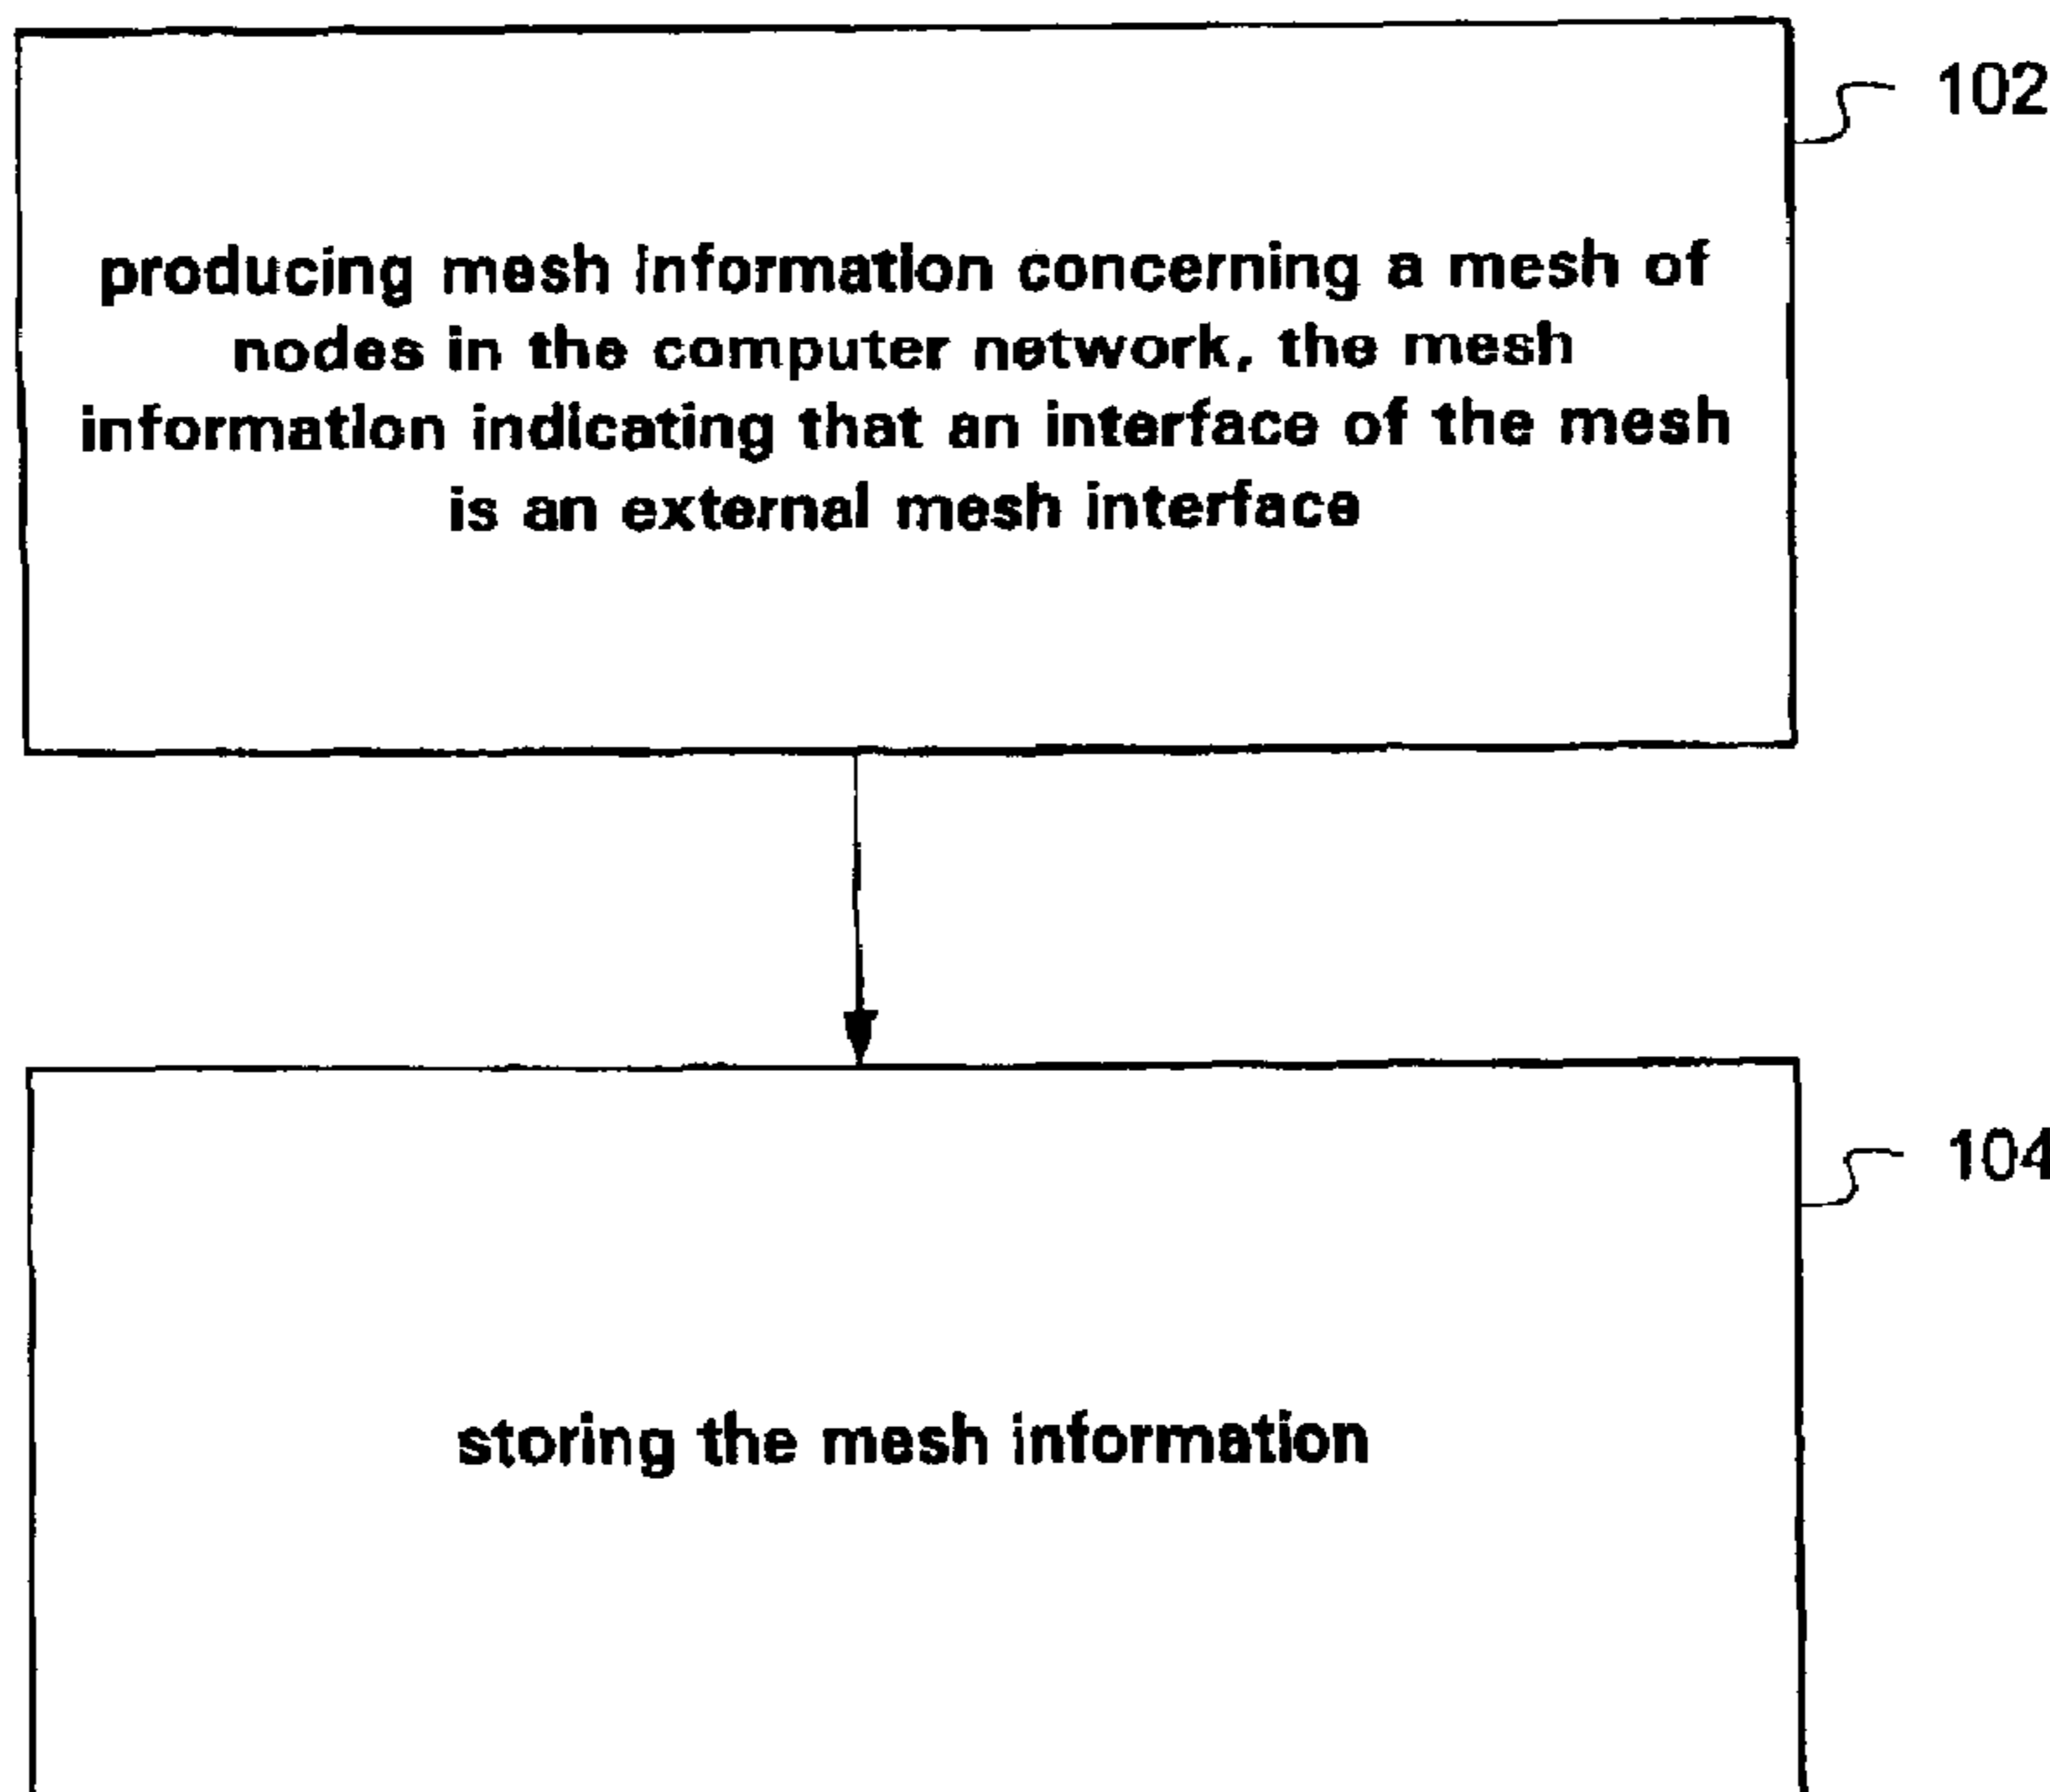 102
producing mesh information concerning a mesh of
nodes in the computer network, the mesh
information indicating that an interface of the mesh
is an external mesh interface
104
storing the mesh information